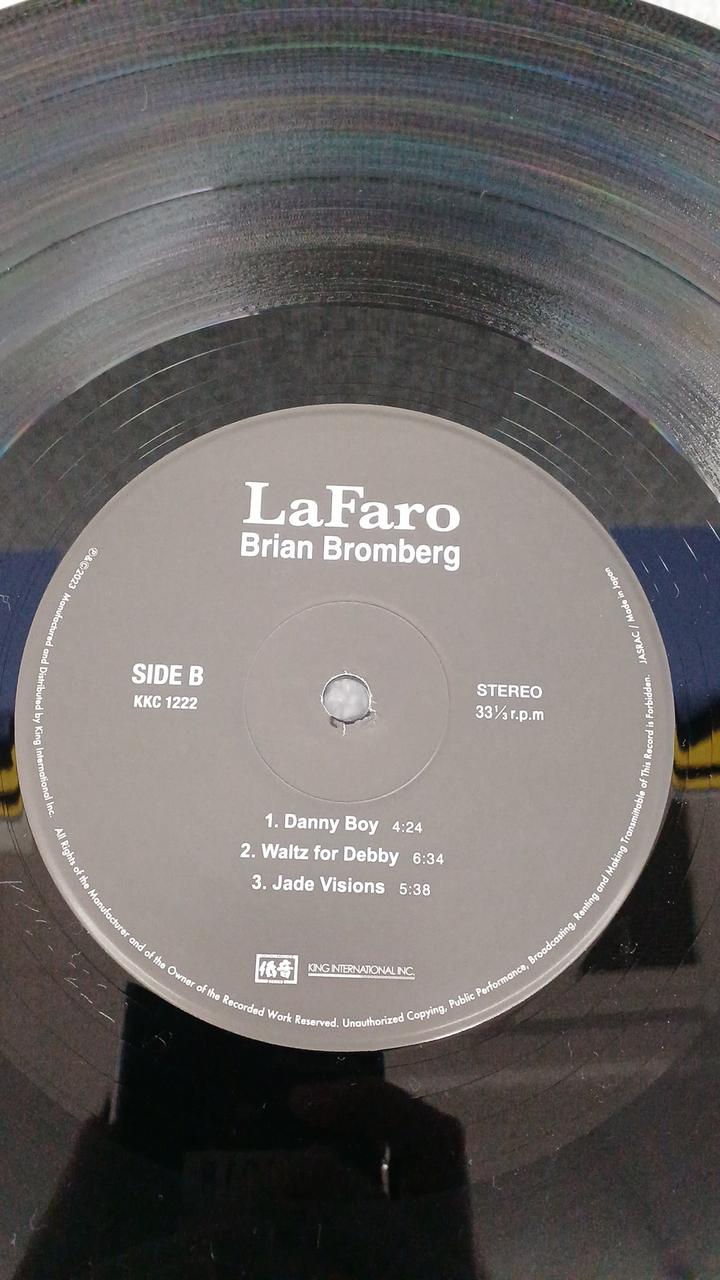 LaFaro
Brian Bromberg
SIDE B
KKC 1222
STEREO
33⅓ r.p.m
1. Danny Boy 4:24
2. Waltz for Debby 6:34
3. Jade Visions 5:38
低音
KING INTERNATIONAL INC.
℗&©2023 Manufactured and Distributed by King International Inc. All Rights of the Manufacturer and of the Owner of the Recorded Work Reserved. Unauthorized Copying, Public Performance, Brodcasting, Renting and Making Transmittable of This Record is Forbidden. JASRAC / Made in Japan